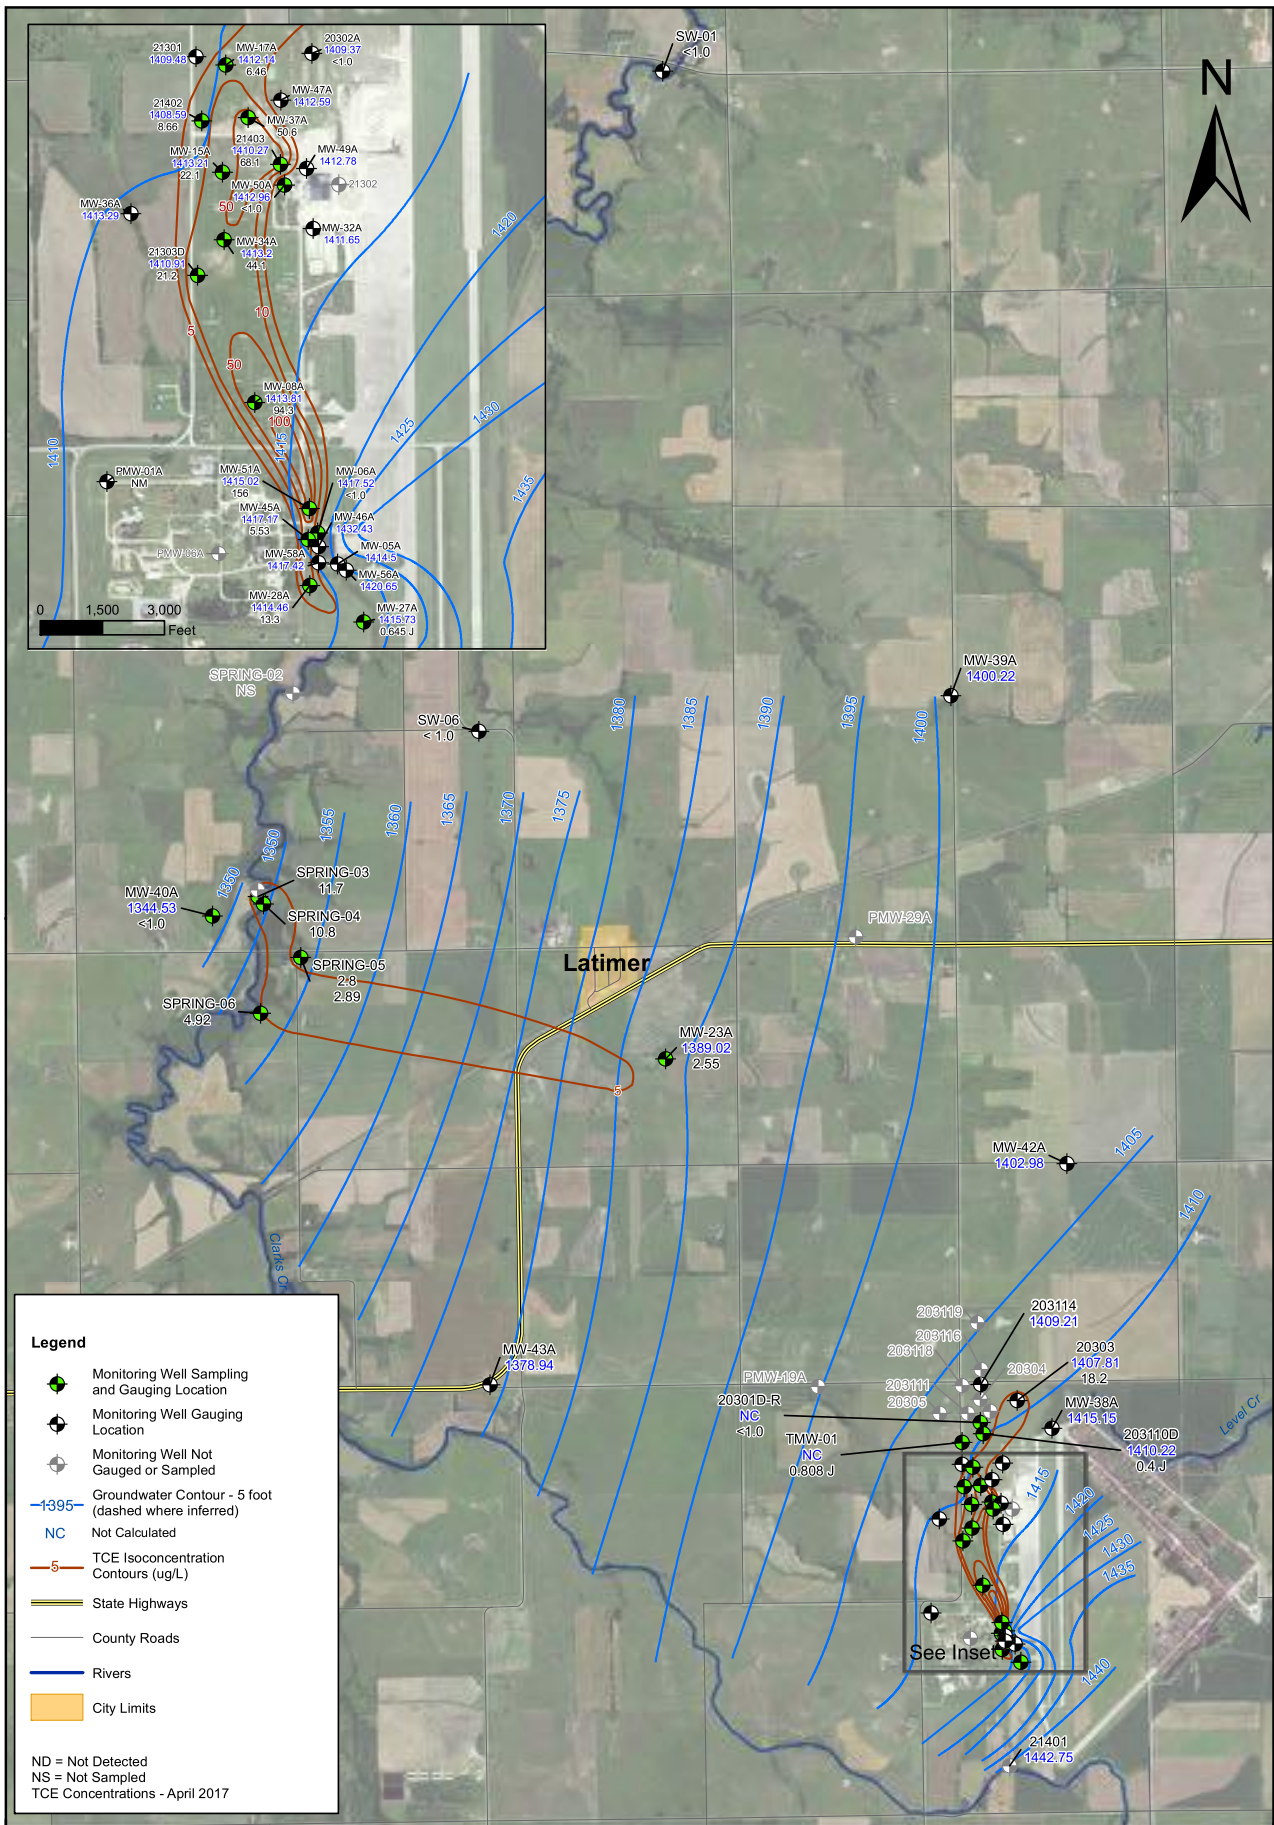 SW-01
<1.0
N
21301
1409.48
MW-17A
1412.14
6.46
20302A
1409.37
<1.0
MW-47A
1412.59
21402
1408.59
8.66
MW-37A
50.6
21403
1410.27
68.1
MW-49A
1412.78
MW-15A
1413.21
22.1
21302
MW-50A
1412.96
<1.0
50
MW-36A
1413.29
MW-32A
1411.65
1420
MW-34A
1413.2
44.1
21303D
1410.91
21.2
10
5
50
MW-08A
1413.81
94.3
100
1415
1425
1430
1410
1435
PMW-01A
NM
MW-51A
1415.02
156
MW-06A
1417.52
<1.0
MW-45A
1417.17
5.53
MW-46A
1432.43
PMW-06A
MW-58A
1417.42
MW-05A
1414.5
MW-56A
1420.65
MW-28A
1414.46
13.3
MW-27A
1415.73
0.645 J
0 1,500 3,000
Feet
SPRING-02
NS
SW-06
< 1.0
MW-39A
1400.22
1380
1385
1390
1395
1400
1350
1350
1355
1360
1365
1370
1375
MW-40A
1344.53
<1.0
SPRING-03
11.7
SPRING-04
10.8
SPRING-05
2.8
2.89
SPRING-06
4.92
Latimer
PMW-29A
MW-23A
1389.02
2.55
5
MW-42A
1402.98
1405
1410
Clarks Cr
203119
203116
203118
203114
1409.21
20303
1407.81
18.2
20304
MW-43A
1378.94
PMW-19A
203111
20305
20301D-R
NC
<1.0
MW-38A
1415.15
Level Cr
TMW-01
NC
0.808 J
203110D
1410.22
0.4 J
1415
1420
1425
1430
1435
See Inset
1440
21401
1442.75
Legend
Monitoring Well Sampling
and Gauging Location
Monitoring Well Gauging
Location
Monitoring Well Not
Gauged or Sampled
1395 Groundwater Contour - 5 foot
(dashed where inferred)
NC Not Calculated
5 TCE Isoconcentration
Contours (ug/L)
State Highways
County Roads
Rivers
City Limits
ND = Not Detected
NS = Not Sampled
TCE Concentrations - April 2017